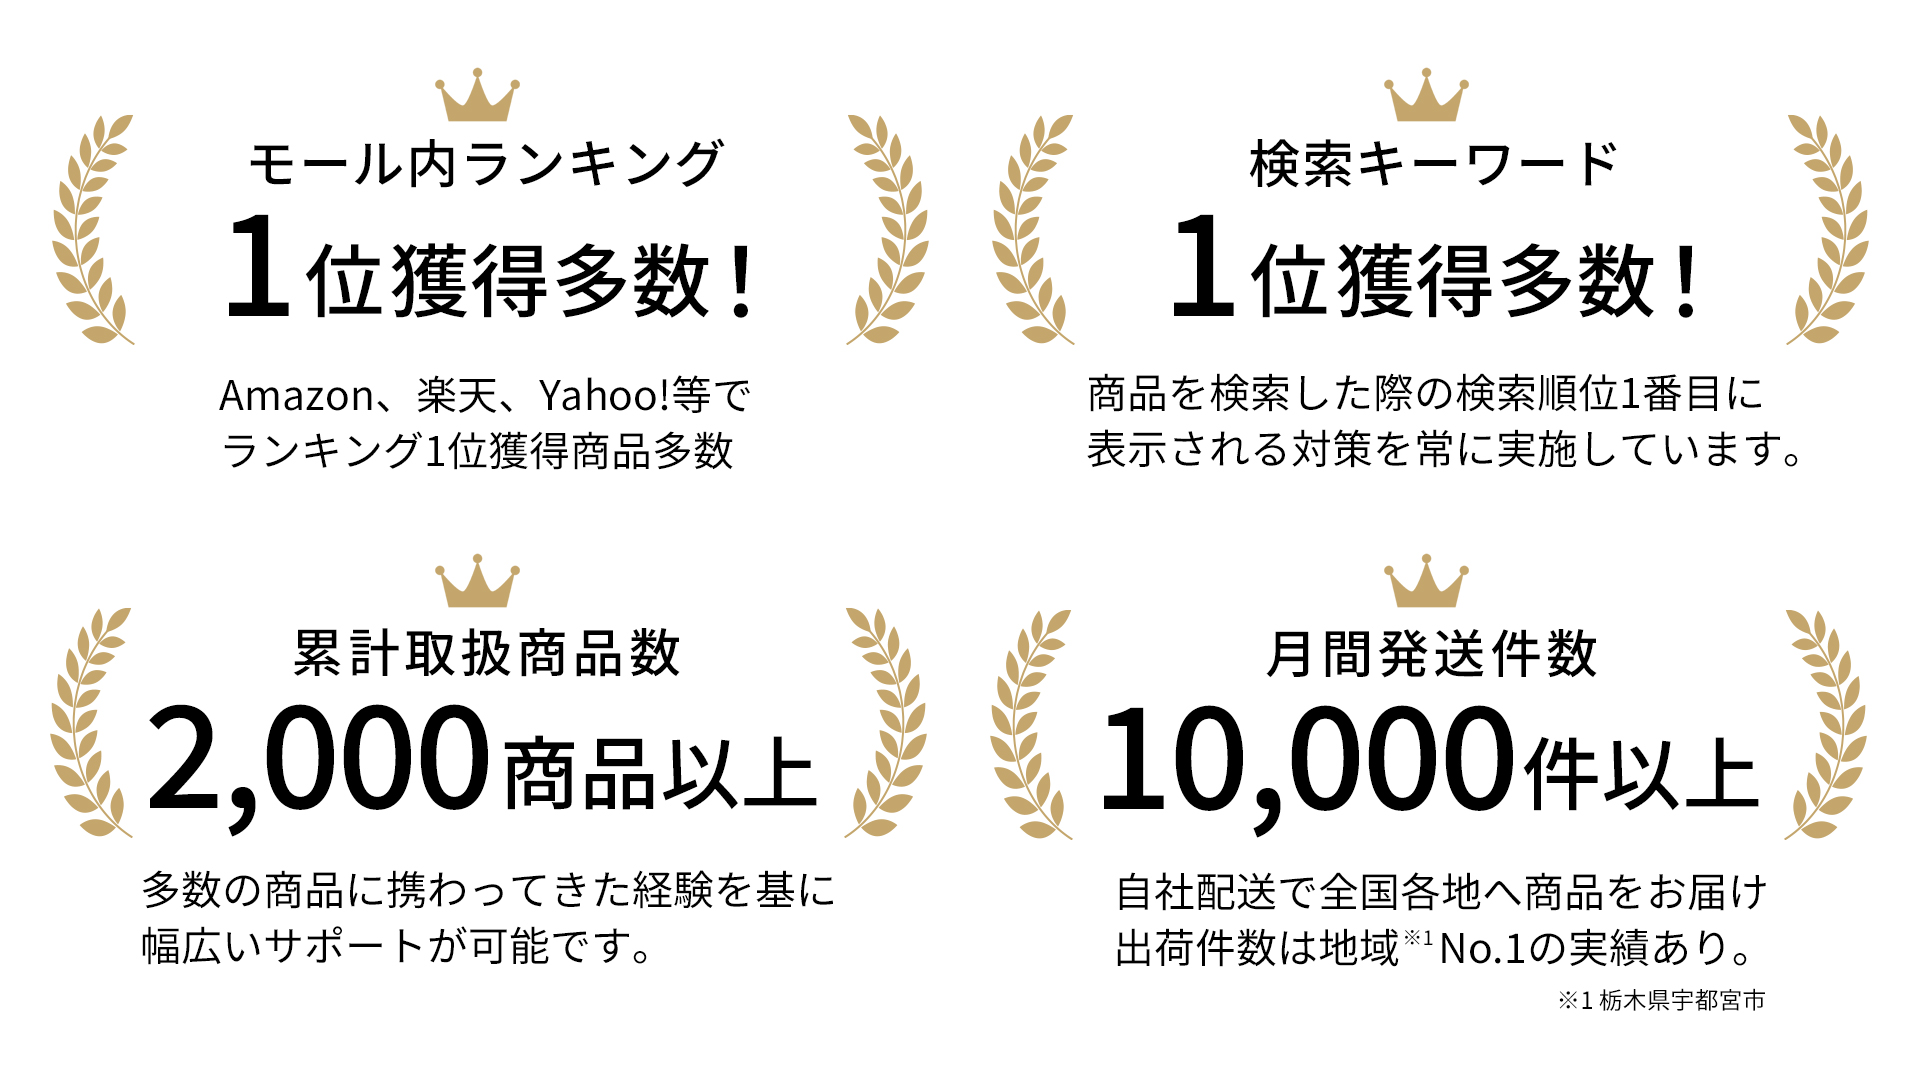 モール内ランキング
1位獲得多数！
Amazon、楽天、Yahoo!等で
ランキング1位獲得商品多数
検索キーワード
1位獲得多数！
商品を検索した際の検索順位1番目に
表示される対策を常に実施しています。
累計取扱商品数
2,000商品以上
多数の商品に携わってきた経験を基に
幅広いサポートが可能です。
月間発送件数
10,000件以上
自社配送で全国各地へ商品をお届け
出荷件数は地域※1No.1の実績あり。
※1 栃木県宇都宮市